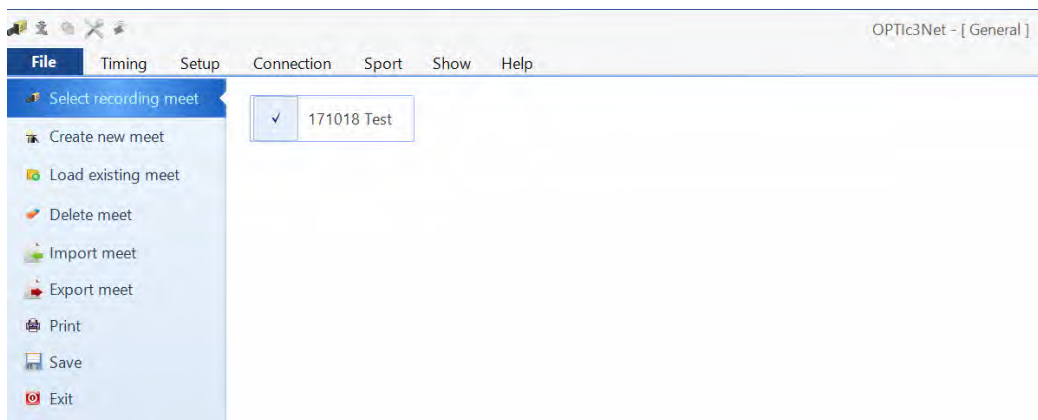 OPTIc3Net - [ General ]
File Timing Setup Connection Sport Show Help
Select recording meet
✓ 171018 Test
Create new meet
Load existing meet
Delete meet
Import meet
Export meet
Print
Save
Exit